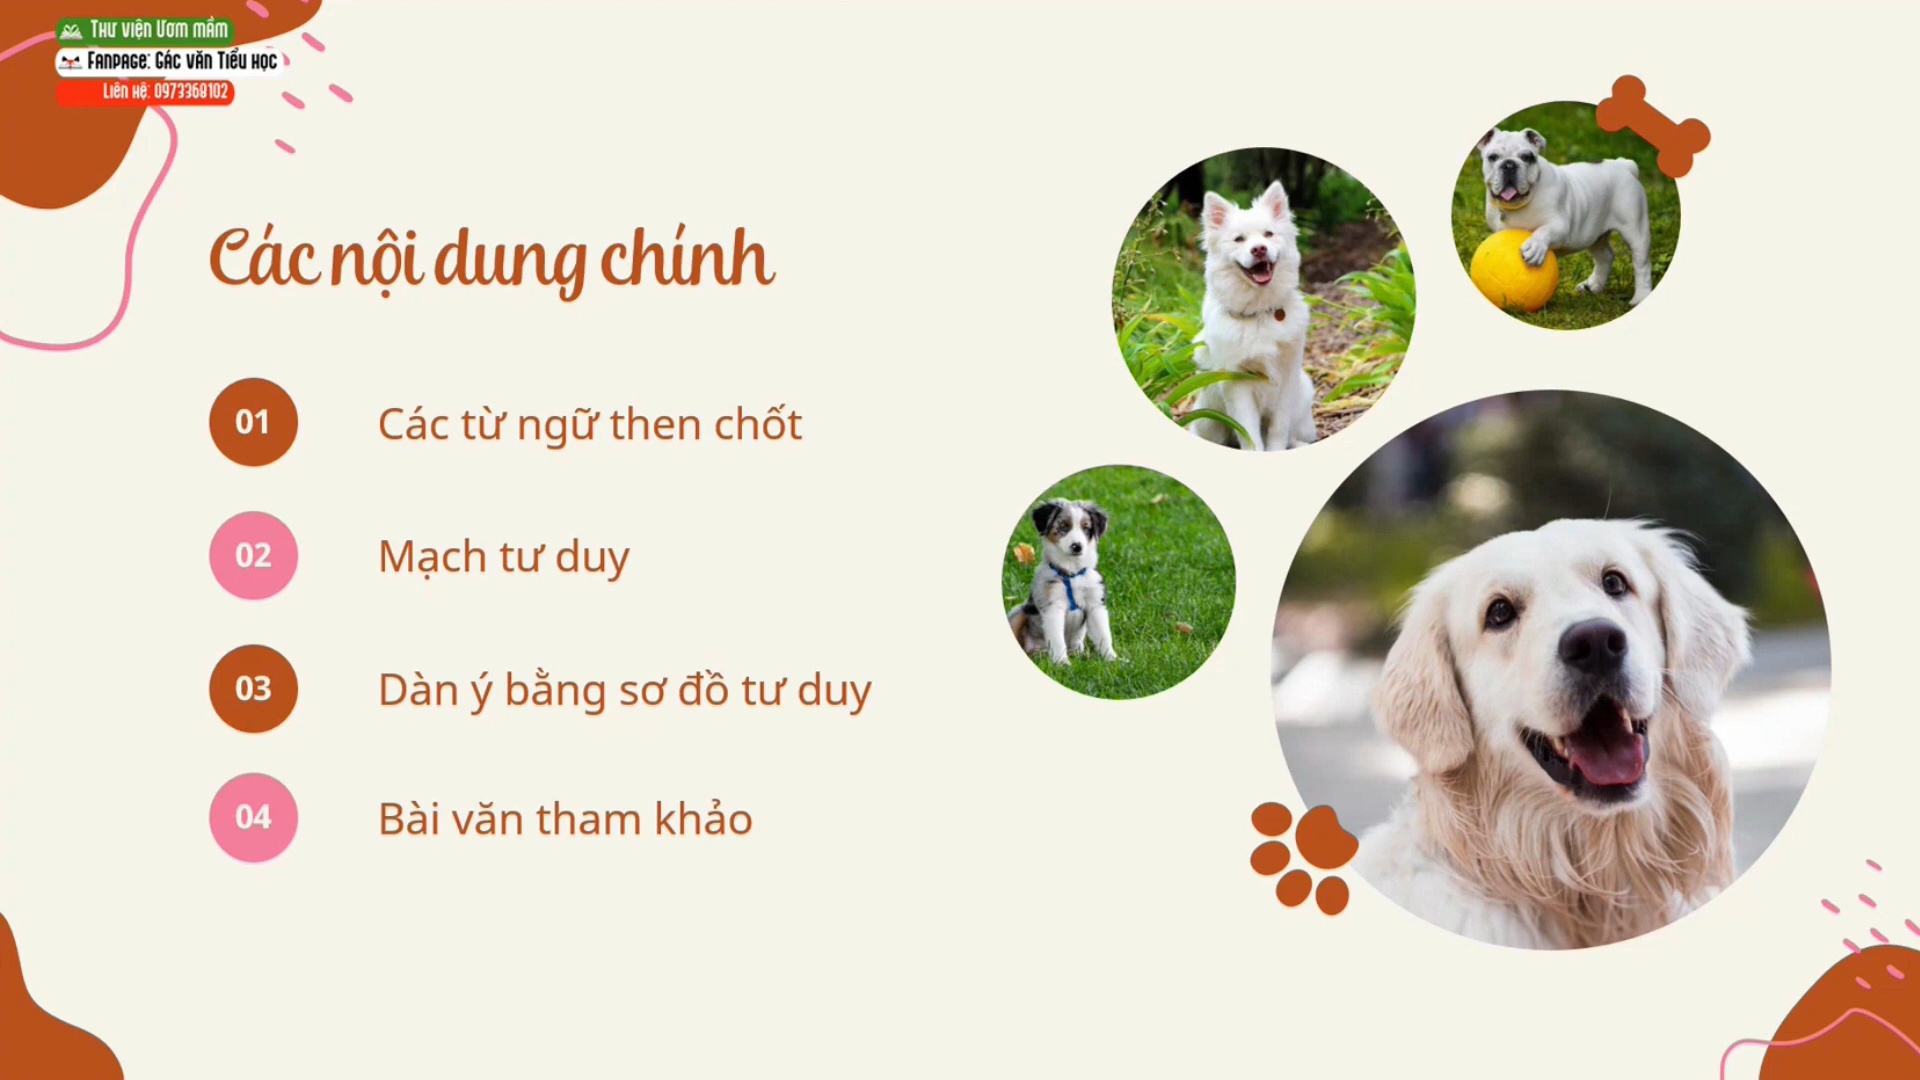 Thư viện Ươm mầm
Fanpage: Gác văn Tiểu học
Liên hệ: 0973368102
Các nội dung chính
01 Các từ ngữ then chốt
02 Mạch tư duy
03 Dàn ý bằng sơ đồ tư duy
04 Bài văn tham khảo